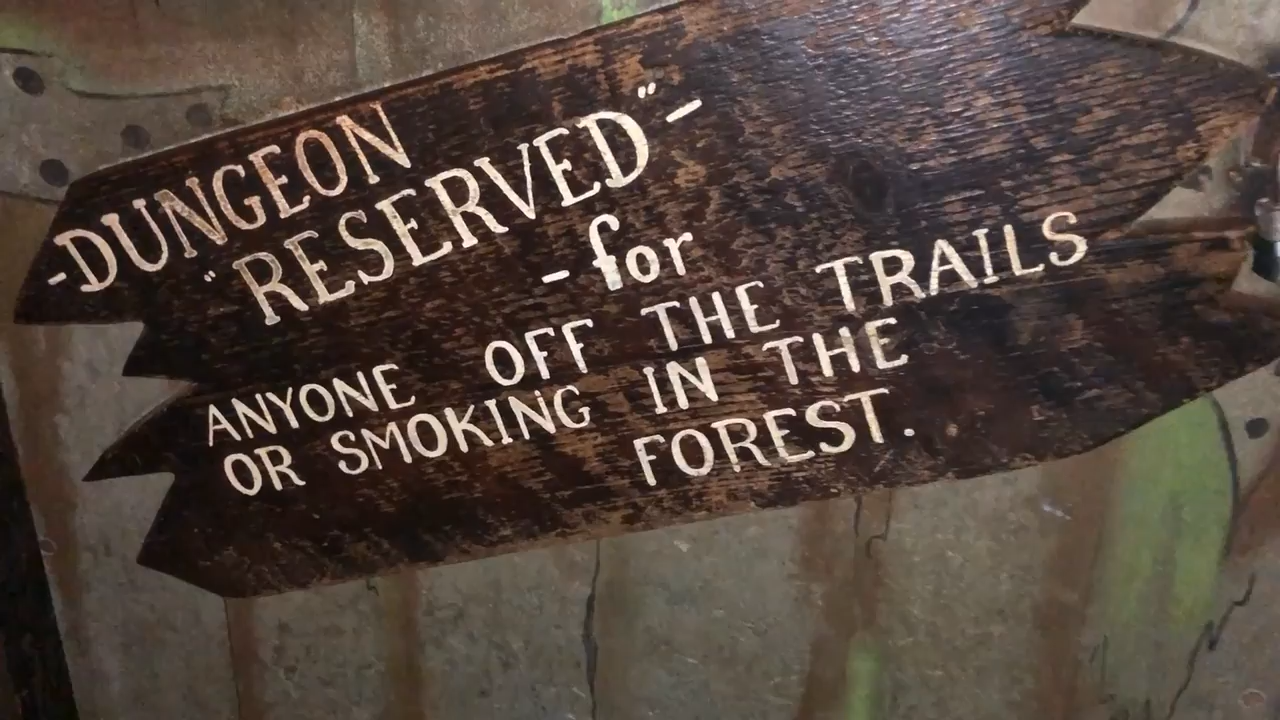 -DUNGEON
"RESERVED"-
- for
ANYONE OFF THE TRAILS
OR SMOKING IN THE
FOREST.